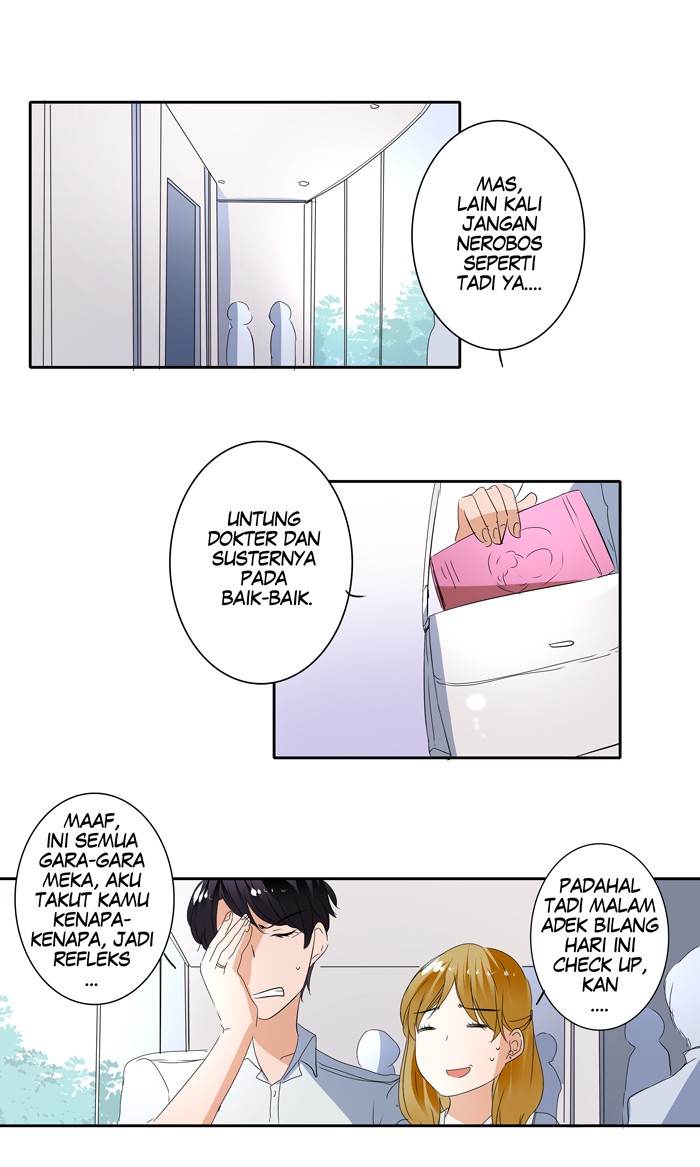 MAS,
LAIN KALI
JANGAN
NEROBOS
SEPERTI
TADI YA....
UNTUNG
DOKTER DAN
SUSTERNYA
PADA
BAIK-BAIK.
MAAF,
INI SEMUA
GARA-GARA
MEKA, AKU
TAKUT KAMU
KENAPA-
KENAPA, JADI
REFLEKS
...
PADAHAL
TADI MALAM
ADEK BILANG
HARI INI
CHECK UP,
KAN
....